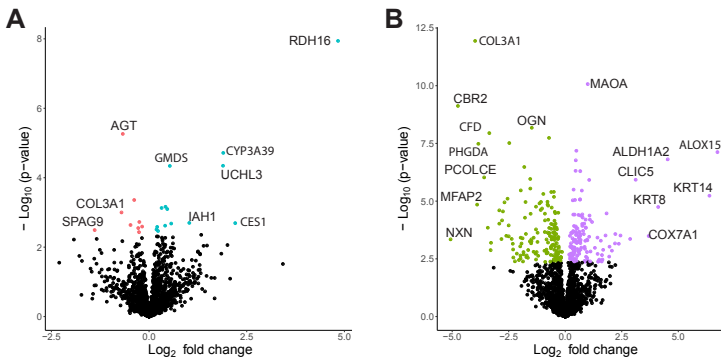 A
B
8
6
4
2
0
−2.5
0.0
2.5
5.0
Log2 fold change
− Log10 (p-value)
RDH16
AGT
GMDS
CYP3A39
UCHL3
COL3A1
SPAG9
IAH1
CES1
12.5
10.0
7.5
5.0
2.5
0.0
−5.0
−2.5
0.0
2.5
5.0
Log2 fold change
− Log10 (p-value)
COL3A1
MAOA
CBR2
OGN
CFD
PHGDA
ALOX15
ALDH1A2
PCOLCE
CLIC5
KRT14
MFAP2
KRT8
NXN
COX7A1